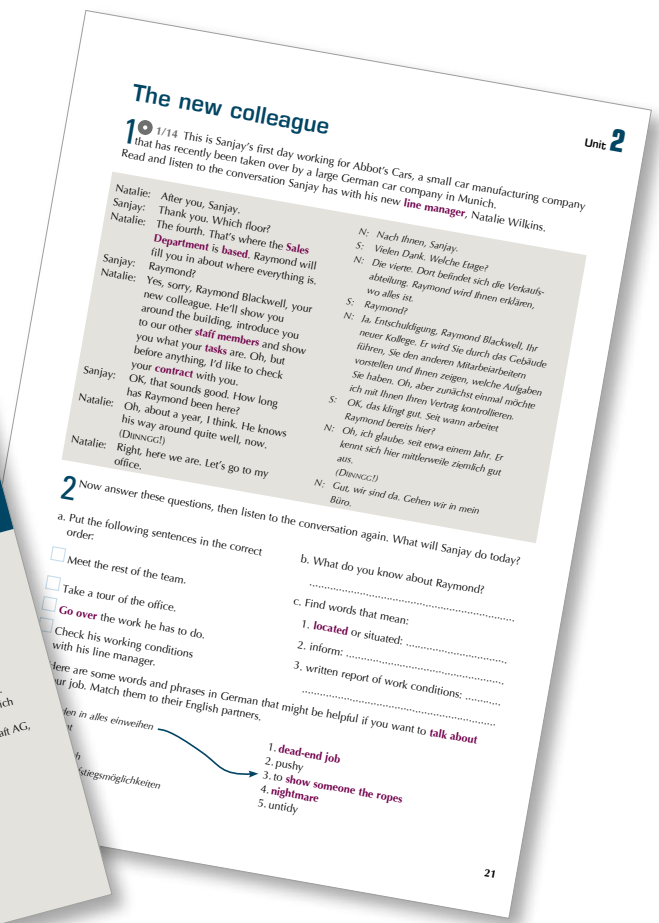 The new colleague
Unit 2
1 1/14 This is Sanjay's first day working for Abbot's Cars, a small car manufacturing company
that has recently been taken over by a large German car company in Munich.
Read and listen to the conversation Sanjay has with his new line manager, Natalie Wilkins.
Natalie: After you, Sanjay.
Sanjay: Thank you. Which floor?
Natalie: The fourth. That's where the Sales
Department is based. Raymond will
fill you in about where everything is.
Sanjay: Raymond?
Natalie: Yes, sorry, Raymond Blackwell, your
new colleague. He'll show you
around the building, introduce you
to our other staff members and show
you what your tasks are. Oh, but
before anything, I'd like to check
your contract with you.
Sanjay: OK, that sounds good. How long
has Raymond been here?
Natalie: Oh, about a year, I think. He knows
his way around quite well, now.
(DIINNGG!)
Natalie: Right, here we are. Let's go to my
office.
N: Nach Ihnen, Sanjay.
S: Vielen Dank. Welche Etage?
N: Die vierte. Dort befindet sich die Verkaufs-
abteilung. Raymond wird Ihnen erklären,
wo alles ist.
S: Raymond?
N: Ja, Entschuldigung, Raymond Blackwell, Ihr
neuer Kollege. Er wird Sie durch das Gebäude
führen, Sie den anderen Mitarbeiarbeitern
vorstellen und Ihnen zeigen, welche Aufgaben
Sie haben. Oh, aber zunächst einmal möchte
ich mit Ihnen Ihren Vertrag kontrollieren.
S: OK, das klingt gut. Seit wann arbeitet
Raymond bereits hier?
N: Oh, ich glaube, seit etwa einem Jahr. Er
kennt sich hier mittlerweile ziemlich gut
aus.
(DIINNGG!)
N: Gut, wir sind da. Gehen wir in mein
Büro.
2 Now answer these questions, then listen to the conversation again. What will Sanjay do today?
a. Put the following sentences in the correct
order:
Meet the rest of the team.
Take a tour of the office.
Go over the work he has to do.
Check his working conditions
with his line manager.
b. What do you know about Raymond?
c. Find words that mean:
1. located or situated:
2. inform:
3. written report of work conditions:
Here are some words and phrases in German that might be helpful if you want to talk about
job. Match them to their English partners.
in alles einweihen
1. dead-end job
2. pushy
3. to show someone the ropes
4. nightmare
5. untidy
21
AG,